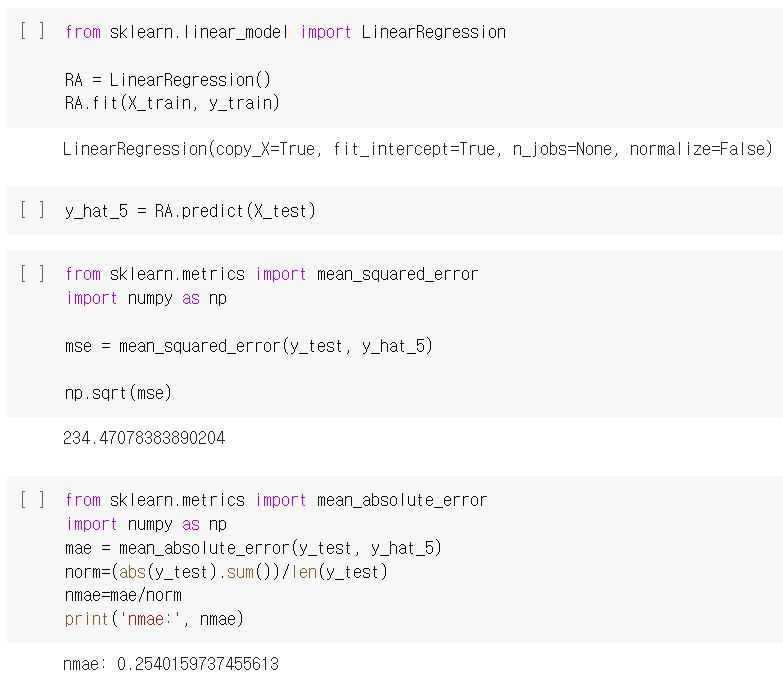 [ ] from sklearn.linear_model import LinearRegression
RA = LinearRegression()
RA.fit(X_train, y_train)
LinearRegression(copy_X=True, fit_intercept=True, n_jobs=None, normalize=False)
[ ] y_hat_5 = RA.predict(X_test)
[ ] from sklearn.metrics import mean_squared_error
import numpy as np
mse = mean_squared_error(y_test, y_hat_5)
np.sqrt(mse)
234.47078383890204
[ ] from sklearn.metrics import mean_absolute_error
import numpy as np
mae = mean_absolute_error(y_test, y_hat_5)
norm=(abs(y_test).sum())/len(y_test)
nmae=mae/norm
print('nmae:', nmae)
nmae: 0.2540159737455613